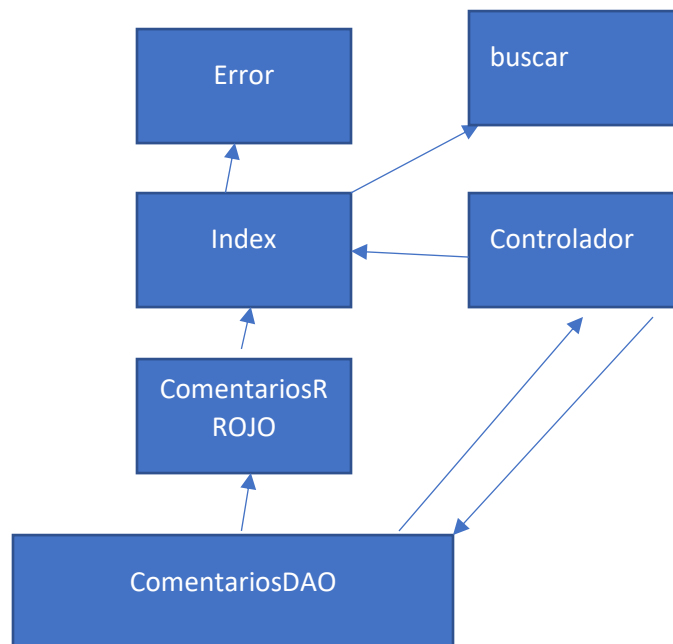 Error
buscar
Index
Controlador
ComentariosR
ROJO
ComentariosDAO